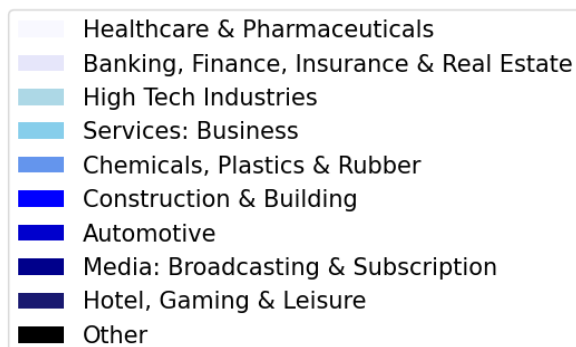 Healthcare & Pharmaceuticals
Banking, Finance, Insurance & Real Estate
High Tech Industries
Services: Business
Chemicals, Plastics & Rubber
Construction & Building
Automotive
Media: Broadcasting & Subscription
Hotel, Gaming & Leisure
Other